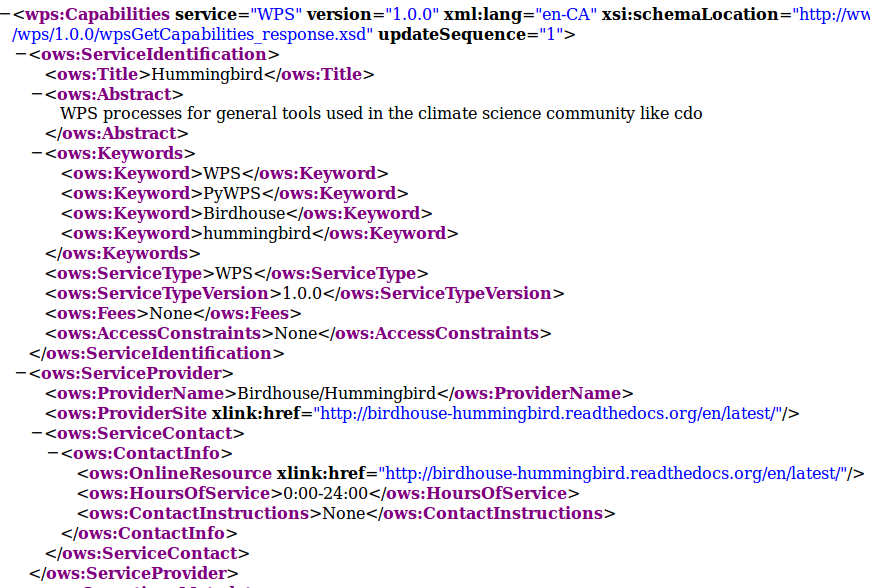 −<wps:Capabilities service="WPS" version="1.0.0" xml:lang="en-CA" xsi:schemaLocation="http://ww
/wps/1.0.0/wpsGetCapabilities_response.xsd" updateSequence="1">
−<ows:ServiceIdentification>
<ows:Title>Hummingbird</ows:Title>
−<ows:Abstract>
WPS processes for general tools used in the climate science community like cdo
</ows:Abstract>
−<ows:Keywords>
<ows:Keyword>WPS</ows:Keyword>
<ows:Keyword>PyWPS</ows:Keyword>
<ows:Keyword>Birdhouse</ows:Keyword>
<ows:Keyword>hummingbird</ows:Keyword>
</ows:Keywords>
<ows:ServiceType>WPS</ows:ServiceType>
<ows:ServiceTypeVersion>1.0.0</ows:ServiceTypeVersion>
<ows:Fees>None</ows:Fees>
<ows:AccessConstraints>None</ows:AccessConstraints>
</ows:ServiceIdentification>
−<ows:ServiceProvider>
<ows:ProviderName>Birdhouse/Hummingbird</ows:ProviderName>
<ows:ProviderSite xlink:href="http://birdhouse-hummingbird.readthedocs.org/en/latest/"/>
−<ows:ServiceContact>
−<ows:ContactInfo>
<ows:OnlineResource xlink:href="http://birdhouse-hummingbird.readthedocs.org/en/latest/"/>
<ows:HoursOfService>0:00-24:00</ows:HoursOfService>
<ows:ContactInstructions>None</ows:ContactInstructions>
</ows:ContactInfo>
</ows:ServiceContact>
</ows:ServiceProvider>